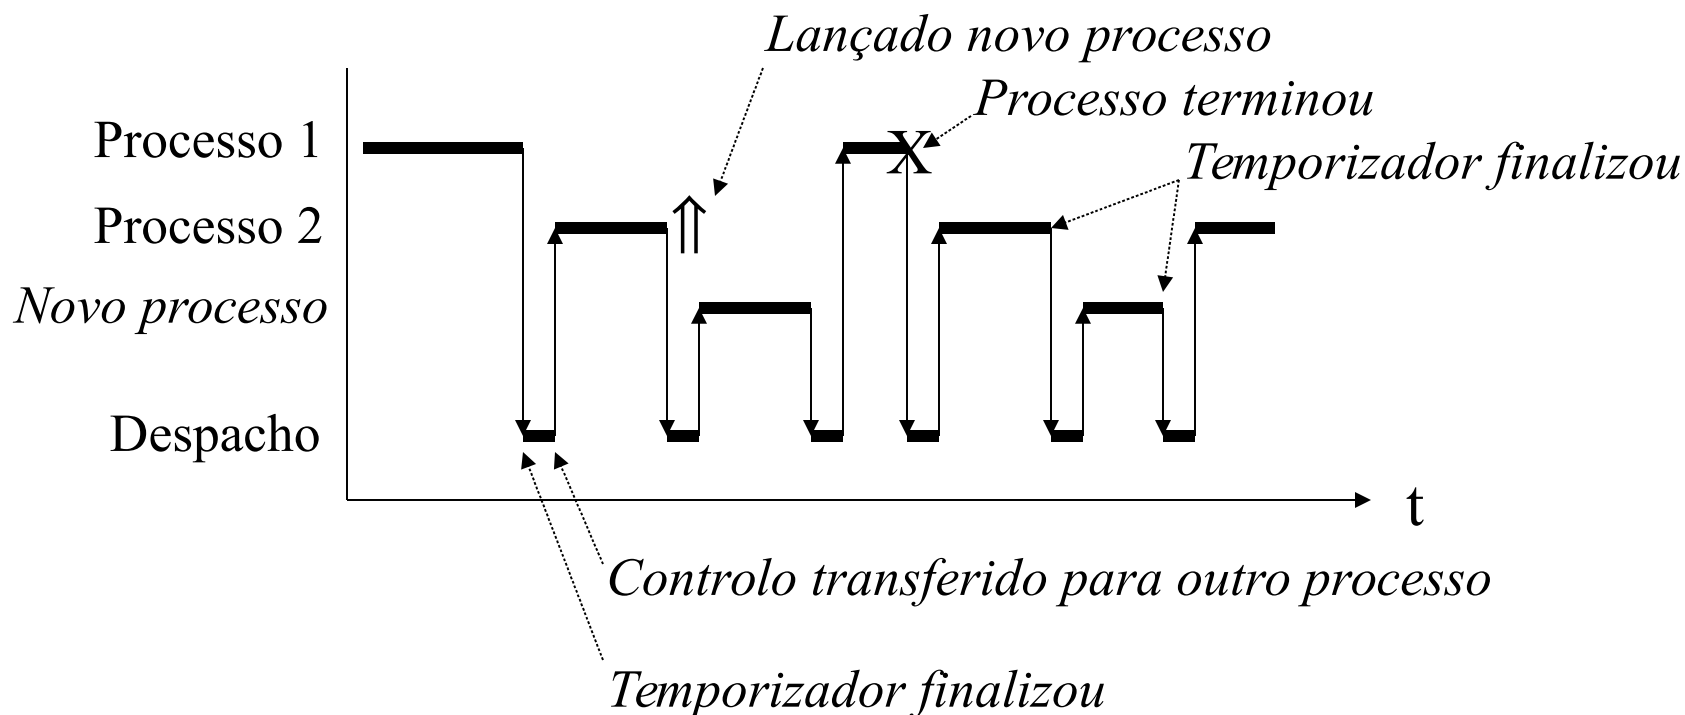 Lançado novo processo
Processo terminou
Processo 1
X
Temporizador finalizou
Processo 2
⇑
Novo processo
Despacho
t
Controlo transferido para outro processo
Temporizador finalizou